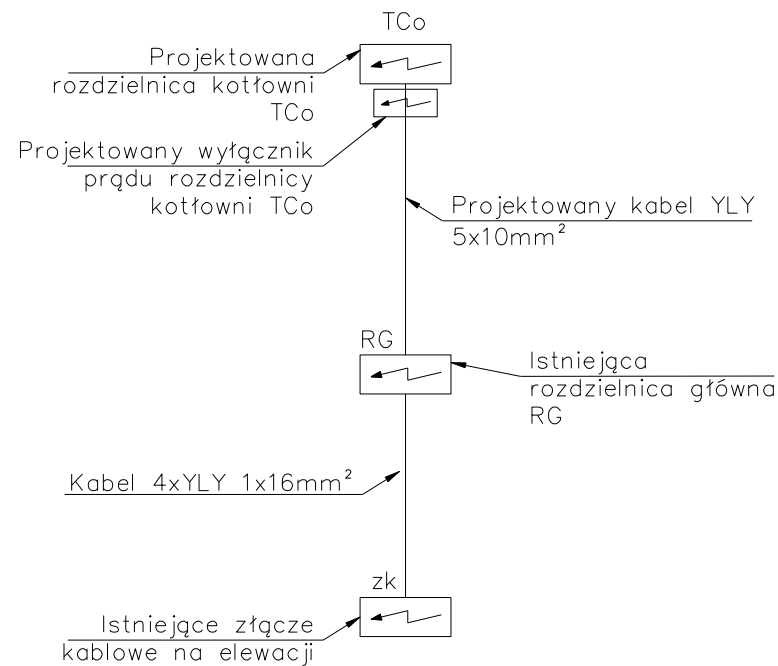 TCo
Projektowana
rozdzielnica kotłowni
TCo
Projektowany wyłącznik
prądu rozdzielnicy
kotłowni TCo
Projektowany kabel YLY
5x10mm²
RG
Istniejąca
rozdzielnica główna
RG
Kabel 4xYLY 1x16mm²
zk
Istniejące złącze
kablowe na elewacji